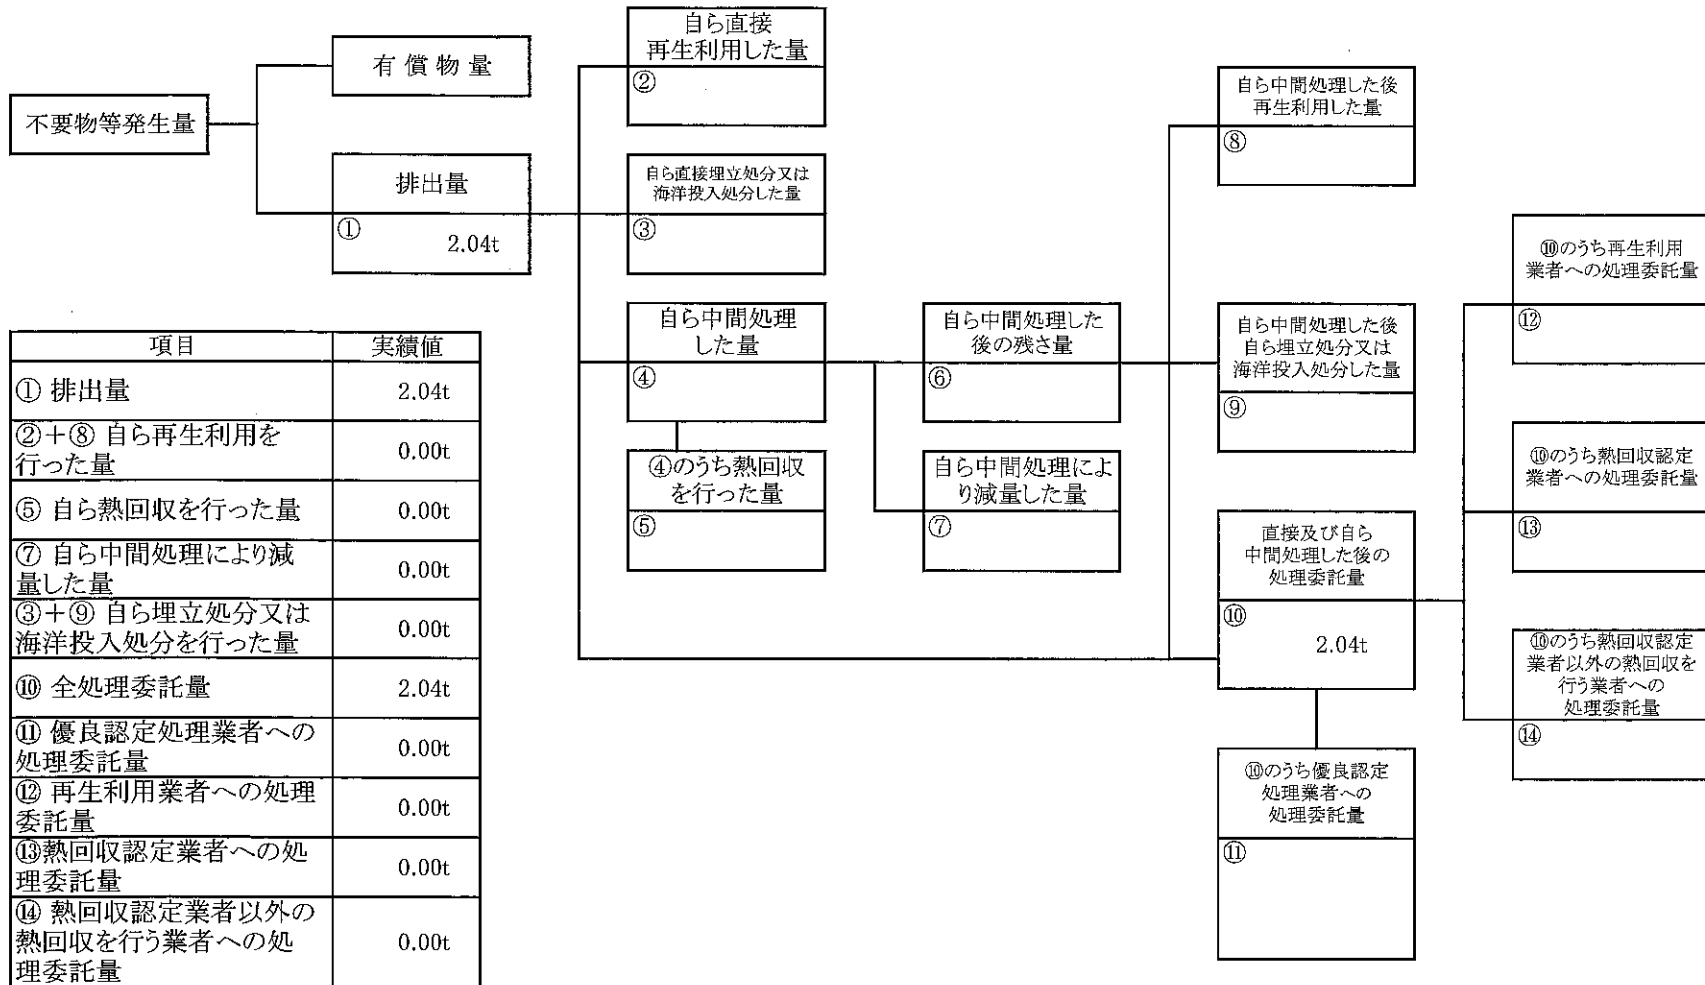 不要物等発生量
有償物量
排出量
①
2.04t
自ら直接
再生利用した量
②
自ら直接埋立処分又は
海洋投入処分した量
③
自ら中間処理
した量
④
④のうち熱回収
を行った量
⑤
自ら中間処理した
後の残さ量
⑥
自ら中間処理によ
り減量した量
⑦
自ら中間処理した後
再生利用した量
⑧
自ら中間処理した後
自ら埋立処分又は
海洋投入処分した量
⑨
直接及び自ら
中間処理した後の
処理委託量
⑩
2.04t
⑩のうち優良認定
処理業者への
処理委託量
⑪
⑩のうち再生利用
業者への処理委託量
⑫
⑩のうち熱回収認定
業者への処理委託量
⑬
⑩のうち熱回収認定
業者以外の熱回収を
行う業者への
処理委託量
⑭
項目 実績値
① 排出量 2.04t
②+⑧ 自ら再生利用を
行った量 0.00t
⑤ 自ら熱回収を行った量 0.00t
⑦ 自ら中間処理により減
量した量 0.00t
③+⑨ 自ら埋立処分又は
海洋投入処分を行った量 0.00t
⑩ 全処理委託量 2.04t
⑪ 優良認定処理業者への
処理委託量 0.00t
⑫ 再生利用業者への処理
委託量 0.00t
⑬熱回収認定業者への処
理委託量 0.00t
⑭ 熱回収認定業者以外の
熱回収を行う業者への処
理委託量 0.00t